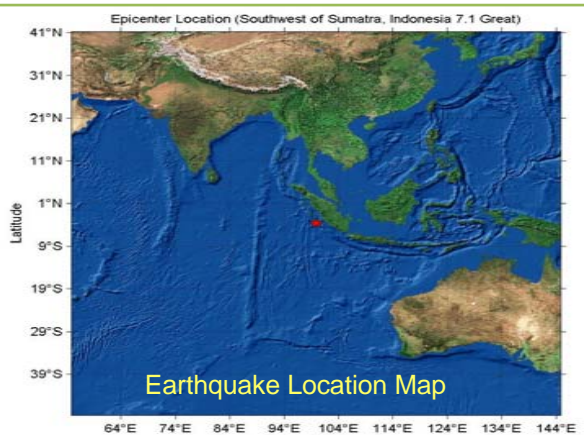 Epicenter Location (Southwest of Sumatra, Indonesia 7.1 Great)
41°N
31°N
21°N
11°N
1°N
9°S
19°S
29°S
39°S
Latitude
Earthquake Location Map
64°E 74°E 84°E 94°E 104°E 114°E 124°E 134°E 144°E